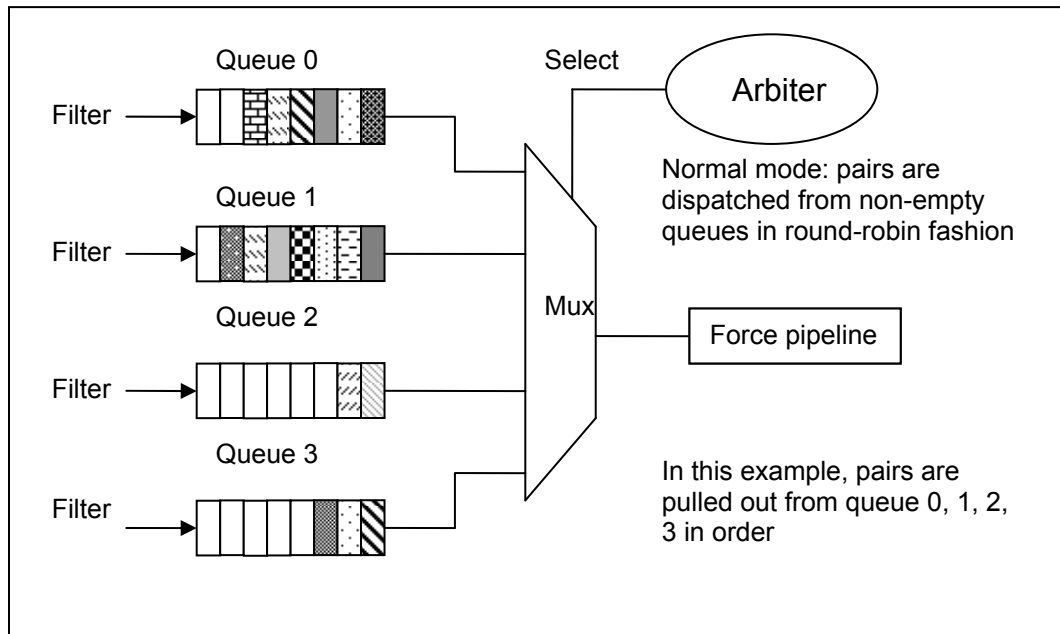 Queue 0
Select
Arbiter
Filter
Normal mode: pairs are
dispatched from non-empty
queues in round-robin fashion
Queue 1
Filter
Queue 2
Mux
Force pipeline
Filter
Queue 3
In this example, pairs are
pulled out from queue 0, 1, 2,
3 in order
Filter